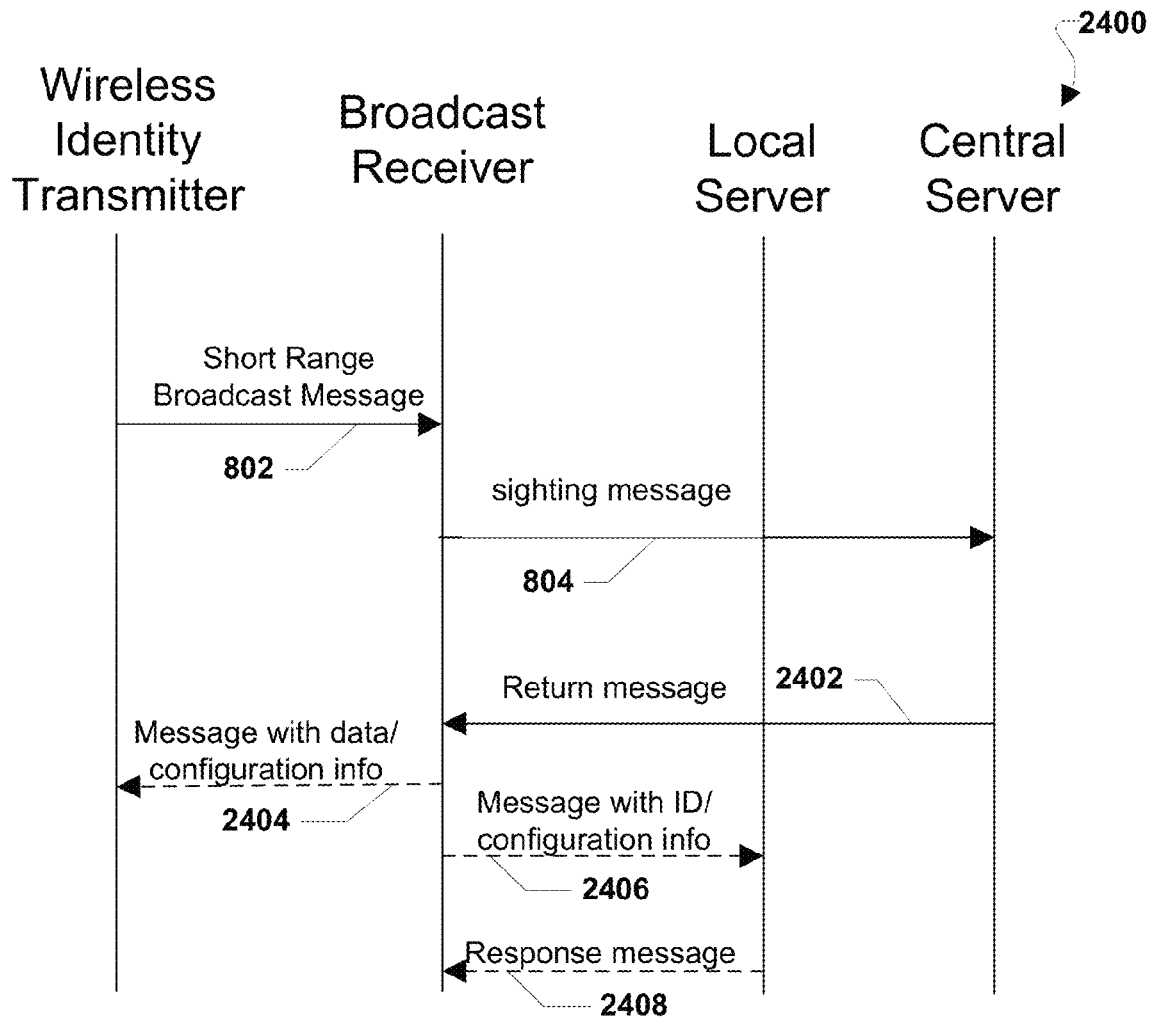 2400
Wireless
Identity
Transmitter
Broadcast
Receiver
Local
Server
Central
Server
Short Range
Broadcast Message
802
sighting message
804
Return message
2402
Message with data/
configuration info
2404
Message with ID/
configuration info
2406
Response message
2408